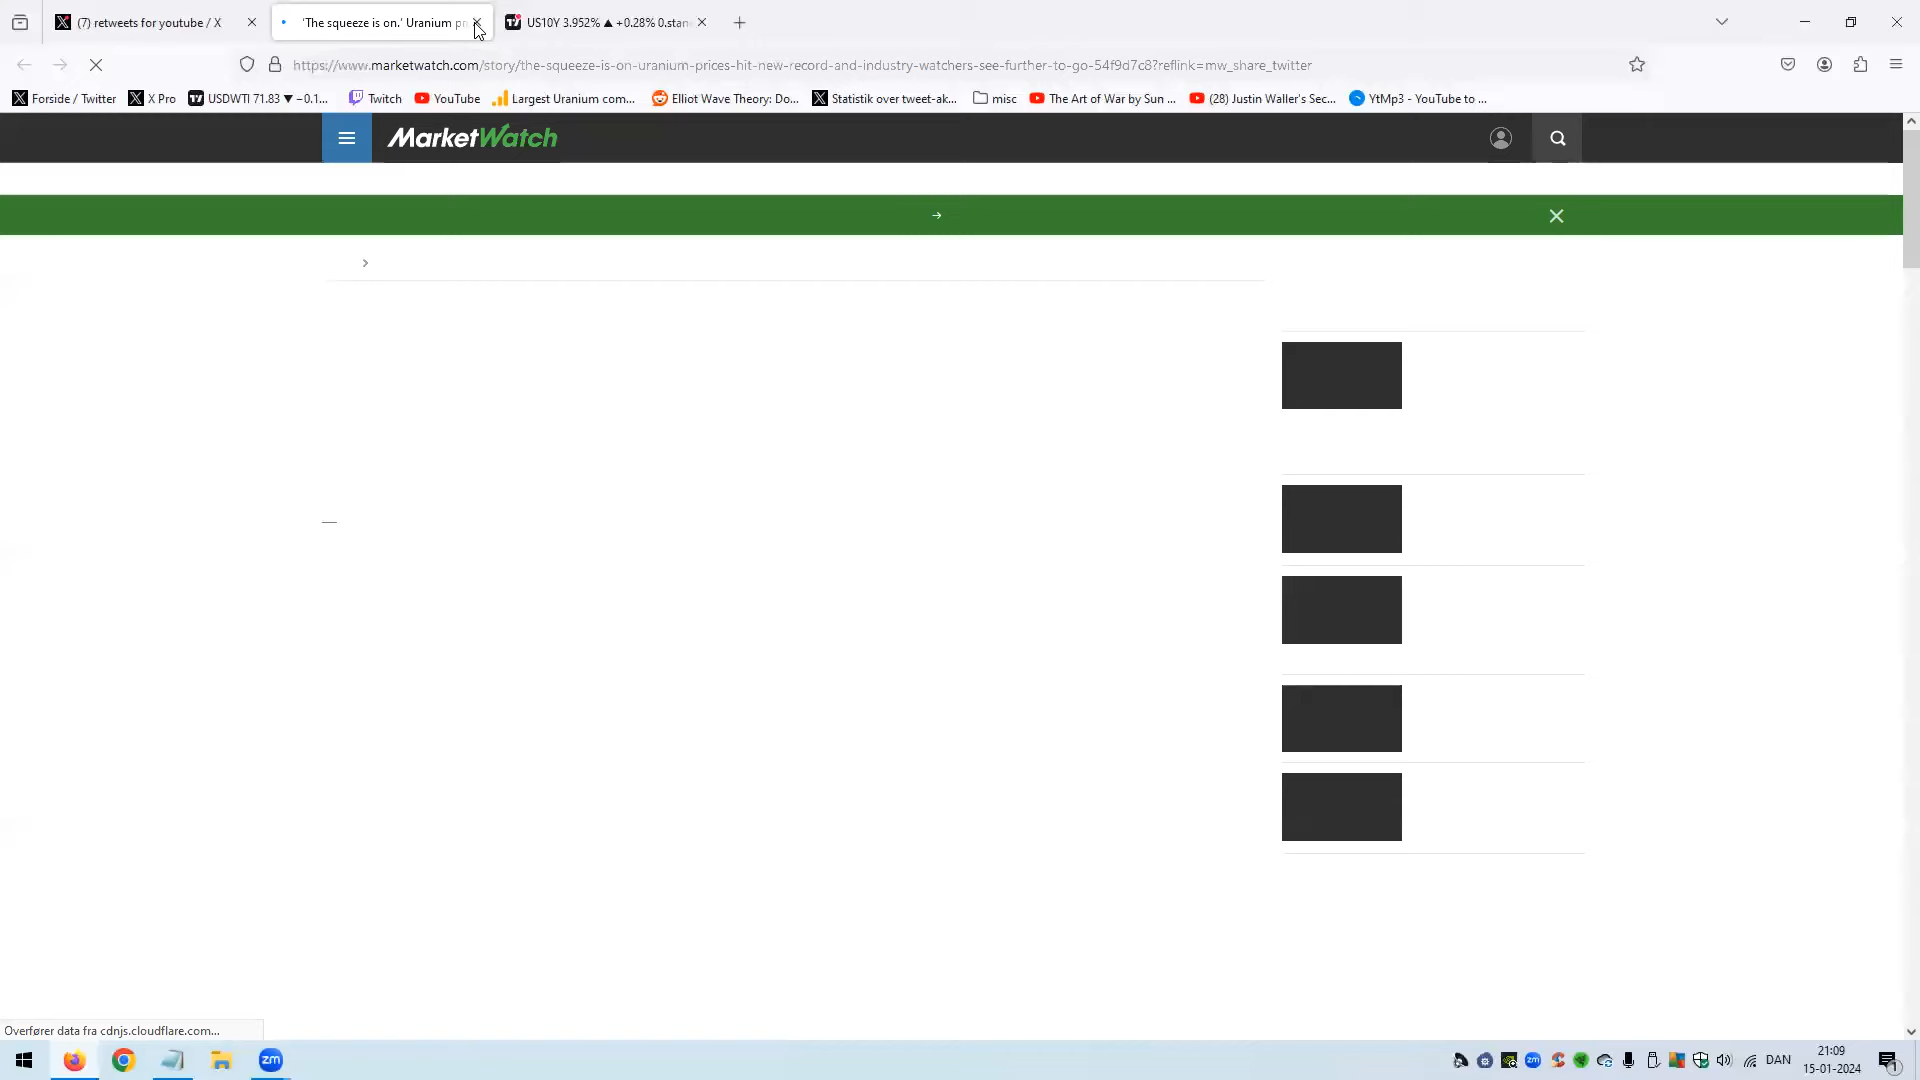 (7) retweets for youtube / X
'The squeeze is on.' Uranium pr
US10Y 3.952% ▲ +0.28% 0.stan
https://www.marketwatch.com/story/the-squeeze-is-on-uranium-prices-hit-new-record-and-industry-watchers-see-further-to-go-54f9d7c8?reflink=mw_share_twitter
Forside / Twitter
X Pro
USDWTI 71.83 ▼ −0.1...
Twitch
YouTube
Largest Uranium com...
Elliot Wave Theory: Do...
Statistik over tweet-ak...
misc
The Art of War by Sun ...
(28) Justin Waller's Sec...
YtMp3 - YouTube to ...
MarketWatch
Overfører data fra cdnjs.cloudflare.com...
zm
zm
DAN
21:09
15-01-2024
1